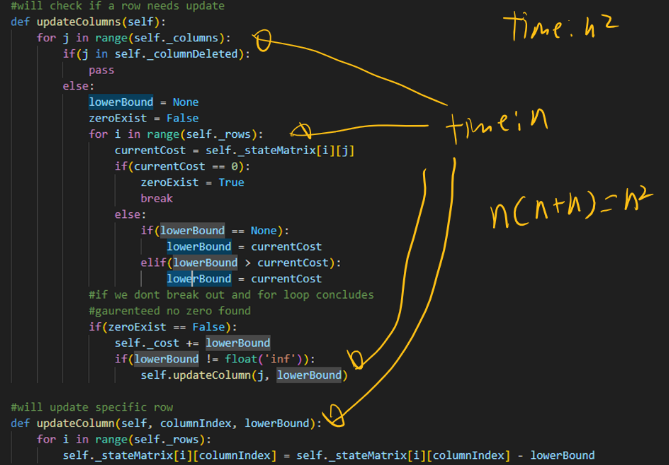 #will check if a row needs update
def updateColumns(self):
    for j in range(self._columns):
        if(j in self._columnDeleted):
            pass
        else:
            lowerBound = None
            zeroExist = False
            for i in range(self._rows):
                currentCost = self._stateMatrix[i][j]
                if(currentCost == 0):
                    zeroExist = True
                    break
                else:
                    if(lowerBound == None):
                        lowerBound = currentCost
                    elif(lowerBound > currentCost):
                        lowerBound = currentCost
            #if we dont break out and for loop concludes
            #gaurenteed no zero found
            if(zeroExist == False):
                self._cost += lowerBound
                if(lowerBound != float('inf')):
                    self.updateColumn(j, lowerBound)
#will update specific row
def updateColumn(self, columnIndex, lowerBound):
    for i in range(self._rows):
        self._stateMatrix[i][columnIndex] = self._stateMatrix[i][columnIndex] - lowerBound
Time: n²
time: n
n(n+n)=n²